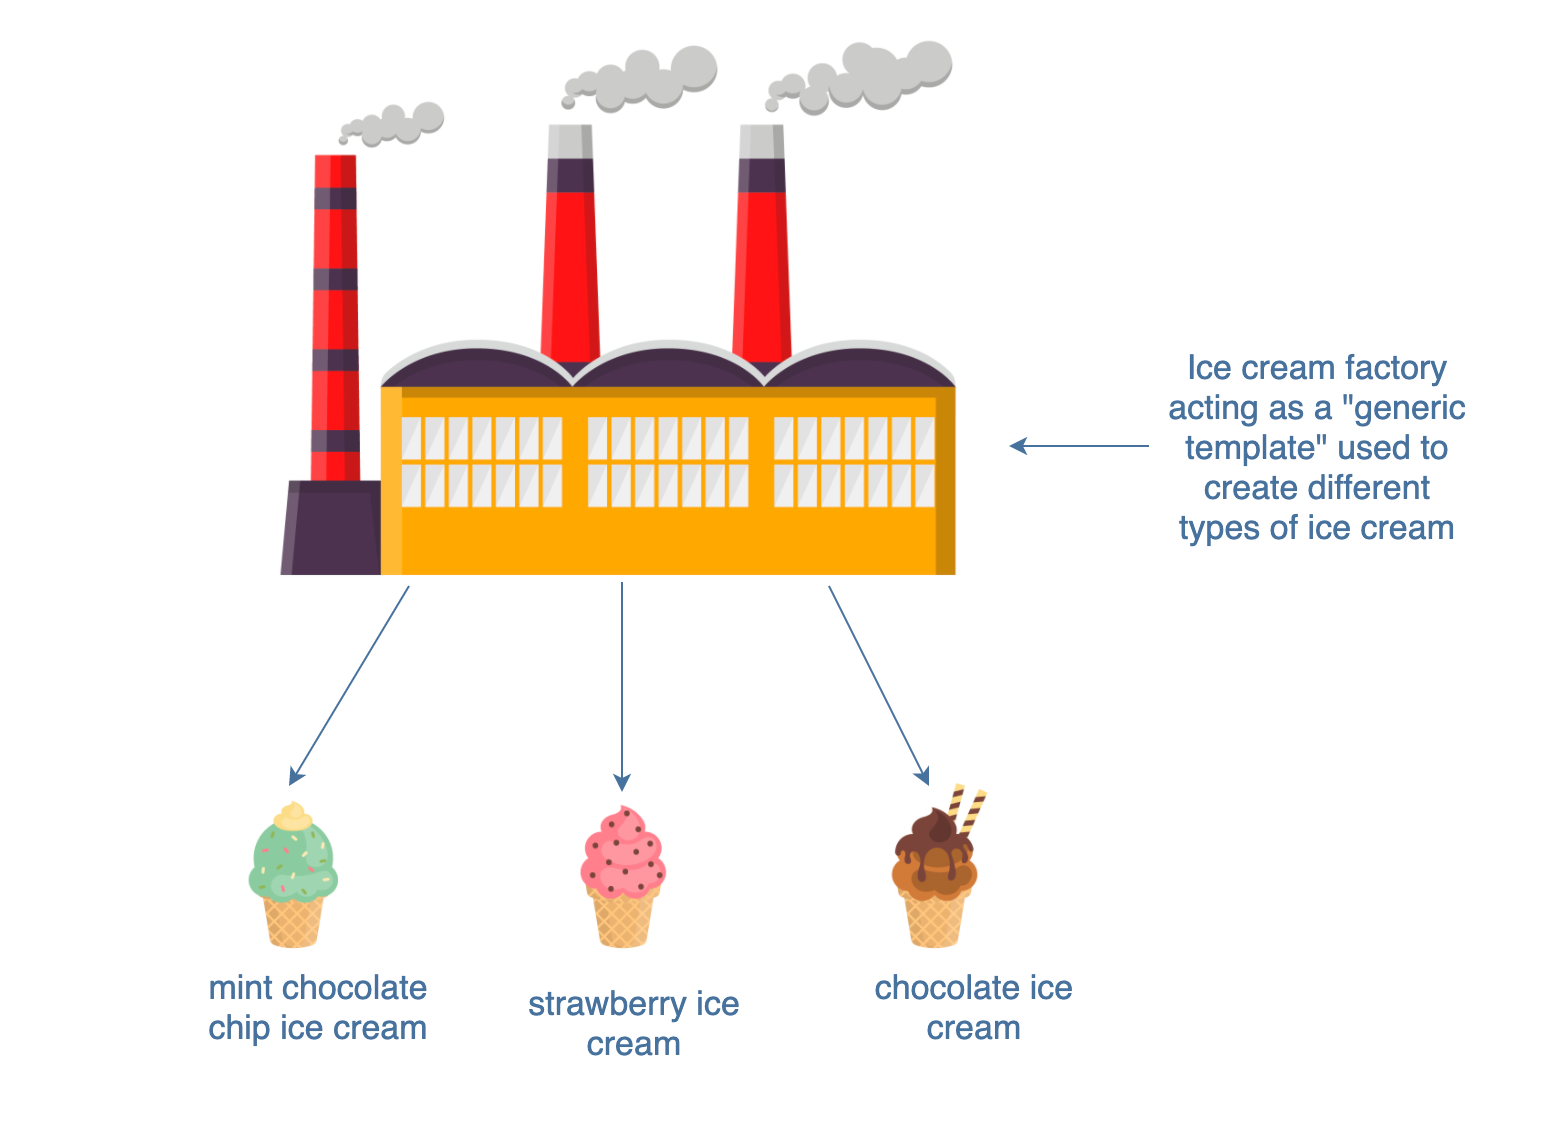 Ice cream factory
acting as a "generic
template" used to
create different
types of ice cream
mint chocolate
chip ice cream
strawberry ice
cream
chocolate ice
cream